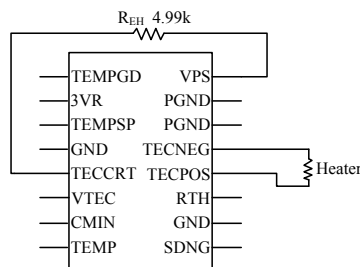 R_EH 4.99k
TEMPGD VPS
3VR PGND
TEMPSP PGND
GND TECNEG
TECCRT TECPOS
Heater
VTEC RTH
CMIN GND
TEMP SDNG